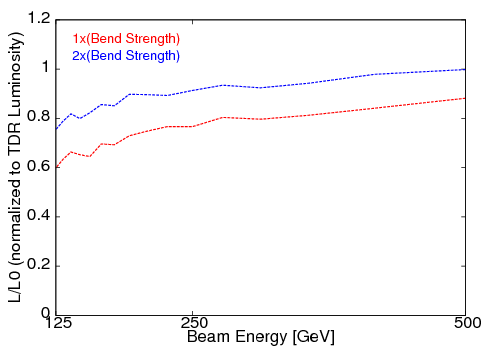 L/L0 (normalized to TDR Luminosity)
1.2
1
0.8
0.6
0.4
0.2
0
1x(Bend Strength)
2x(Bend Strength)
125
250
500
Beam Energy [GeV]